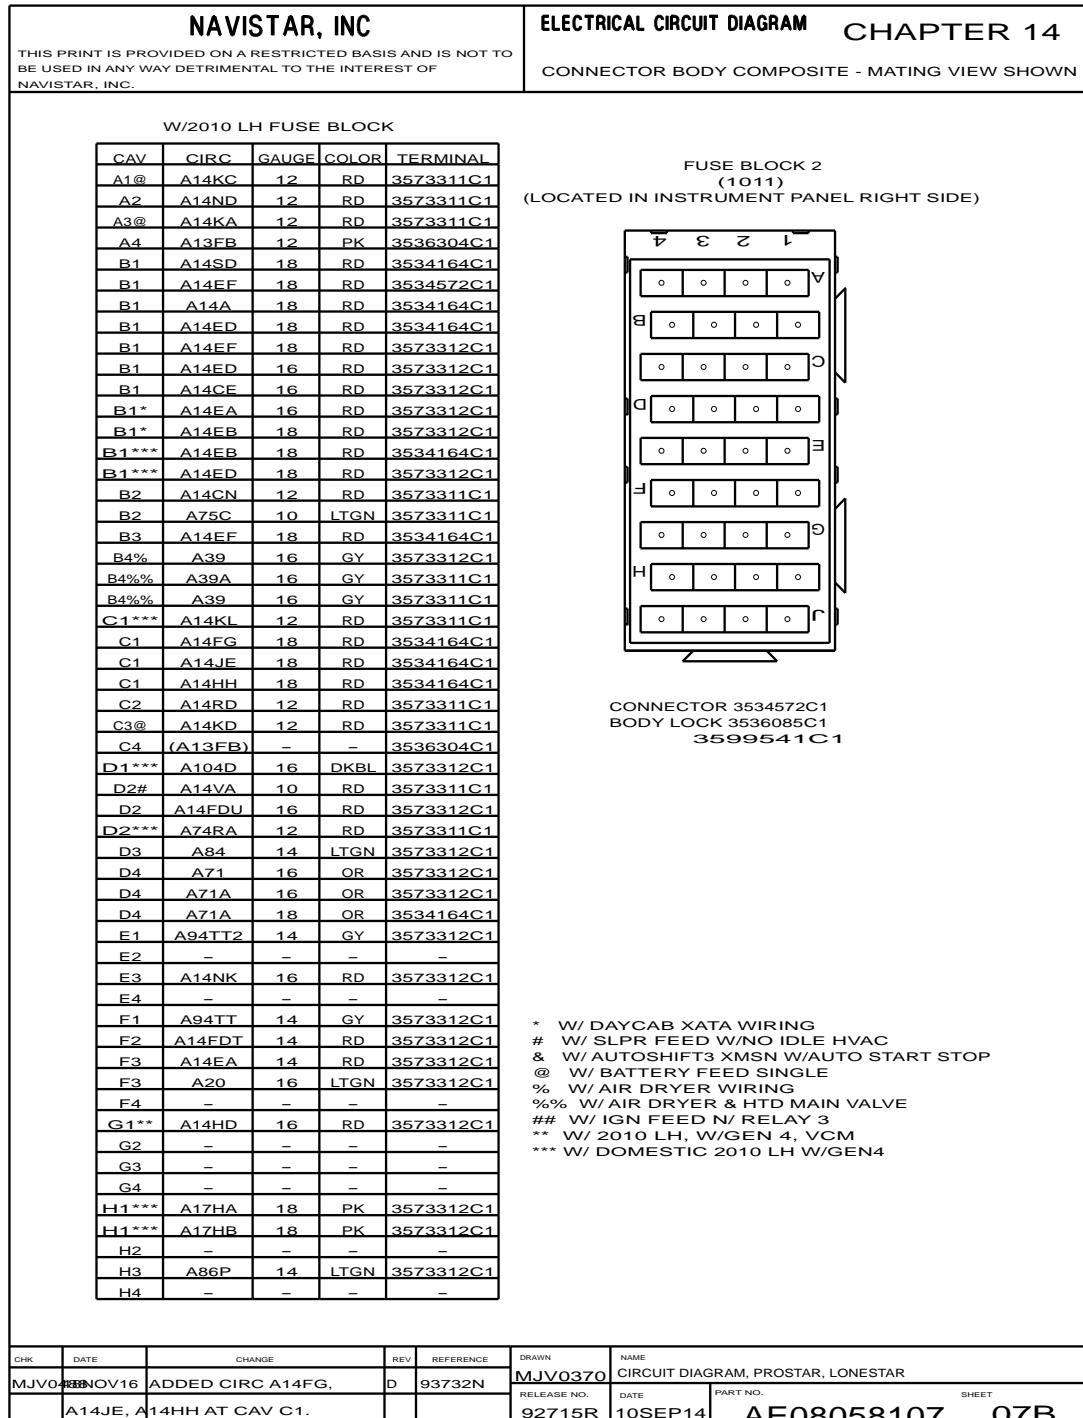 NAVISTAR, INC
THIS PRINT IS PROVIDED ON A RESTRICTED BASIS AND IS NOT TO
BE USED IN ANY WAY DETRIMENTAL TO THE INTEREST OF
NAVISTAR, INC.
ELECTRICAL CIRCUIT DIAGRAM CHAPTER 14
CONNECTOR BODY COMPOSITE - MATING VIEW SHOWN
W/2010 LH FUSE BLOCK
CAV CIRC GAUGE COLOR TERMINAL
A1@ A14KC 12 RD 3573311C1
A2 A14ND 12 RD 3573311C1
A3@ A14KA 12 RD 3573311C1
A4 A13FB 12 PK 3536304C1
B1 A14SD 18 RD 3534164C1
B1 A14EF 18 RD 3534572C1
B1 A14A 18 RD 3534164C1
B1 A14ED 18 RD 3534164C1
B1 A14EF 18 RD 3573312C1
B1 A14ED 16 RD 3573312C1
B1 A14CE 16 RD 3573312C1
B1* A14EA 16 RD 3573312C1
B1* A14EB 18 RD 3573312C1
B1*** A14EB 18 RD 3534164C1
B1*** A14ED 18 RD 3573312C1
B2 A14CN 12 RD 3573311C1
B2 A75C 10 LTGN 3573311C1
B3 A14EF 18 RD 3534164C1
B4% A39 16 GY 3573312C1
B4%% A39A 16 GY 3573311C1
B4%% A39 16 GY 3573311C1
C1*** A14KL 12 RD 3573311C1
C1 A14FG 18 RD 3534164C1
C1 A14JE 18 RD 3534164C1
C1 A14HH 18 RD 3534164C1
C2 A14RD 12 RD 3573311C1
C3@ A14KD 12 RD 3573311C1
C4 (A13FB) – – 3536304C1
D1*** A104D 16 DKBL 3573312C1
D2# A14VA 10 RD 3573311C1
D2 A14FDU 16 RD 3573312C1
D2*** A74RA 12 RD 3573311C1
D3 A84 14 LTGN 3573312C1
D4 A71 16 OR 3573312C1
D4 A71A 16 OR 3573312C1
D4 A71A 18 OR 3534164C1
E1 A94TT2 14 GY 3573312C1
E2 – – – –
E3 A14NK 16 RD 3573312C1
E4 – – – –
F1 A94TT 14 GY 3573312C1
F2 A14FDT 14 RD 3573312C1
F3 A14EA 14 RD 3573312C1
F3 A20 16 LTGN 3573312C1
F4 – – – –
G1** A14HD 16 RD 3573312C1
G2 – – – –
G3 – – – –
G4 – – – –
H1*** A17HA 18 PK 3573312C1
H1*** A17HB 18 PK 3573312C1
H2 – – – –
H3 A86P 14 LTGN 3573312C1
H4 – – – –
FUSE BLOCK 2
(1011)
(LOCATED IN INSTRUMENT PANEL RIGHT SIDE)
4 3 2 1
A
B
C
D
E
F
G
H
J
CONNECTOR 3534572C1
BODY LOCK 3536085C1
3599541C1
* W/ DAYCAB XATA WIRING
# W/ SLPR FEED W/NO IDLE HVAC
& W/ AUTOSHIFT3 XMSN W/AUTO START STOP
@ W/ BATTERY FEED SINGLE
% W/ AIR DRYER WIRING
%% W/ AIR DRYER & HTD MAIN VALVE
## W/ IGN FEED N/ RELAY 3
** W/ 2010 LH, W/GEN 4, VCM
*** W/ DOMESTIC 2010 LH W/GEN4
CHK DATE CHANGE REV REFERENCE
NOV16 ADDED CIRC A14FG, D 93732N
A14JE, A14HH AT CAV C1.
DRAWN NAME
MJV0370 CIRCUIT DIAGRAM, PROSTAR, LONESTAR
RELEASE NO. DATE PART NO. SHEET
92715R 10SEP14 AE08058107 07B